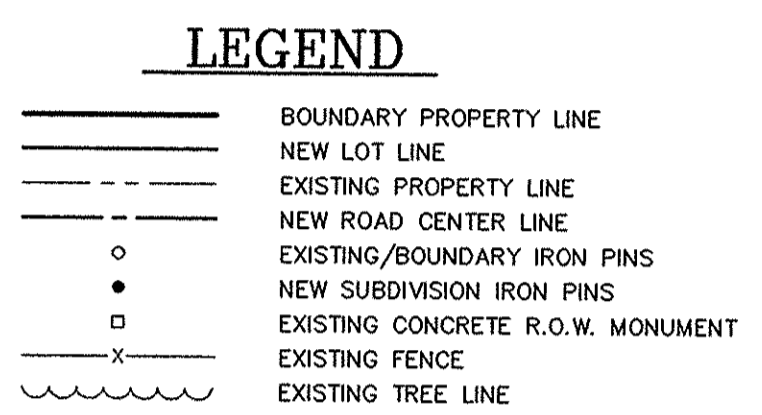 LEGEND
BOUNDARY PROPERTY LINE
NEW LOT LINE
EXISTING PROPERTY LINE
NEW ROAD CENTER LINE
EXISTING/BOUNDARY IRON PINS
NEW SUBDIVISION IRON PINS
EXISTING CONCRETE R.O.W. MONUMENT
X EXISTING FENCE
EXISTING TREE LINE